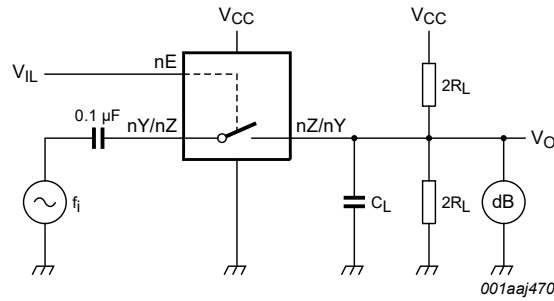 VCC
VCC
VIL
nE
2RL
0.1 µF
nY/nZ
nZ/nY
VO
fi
CL
2RL
dB
001aaj470